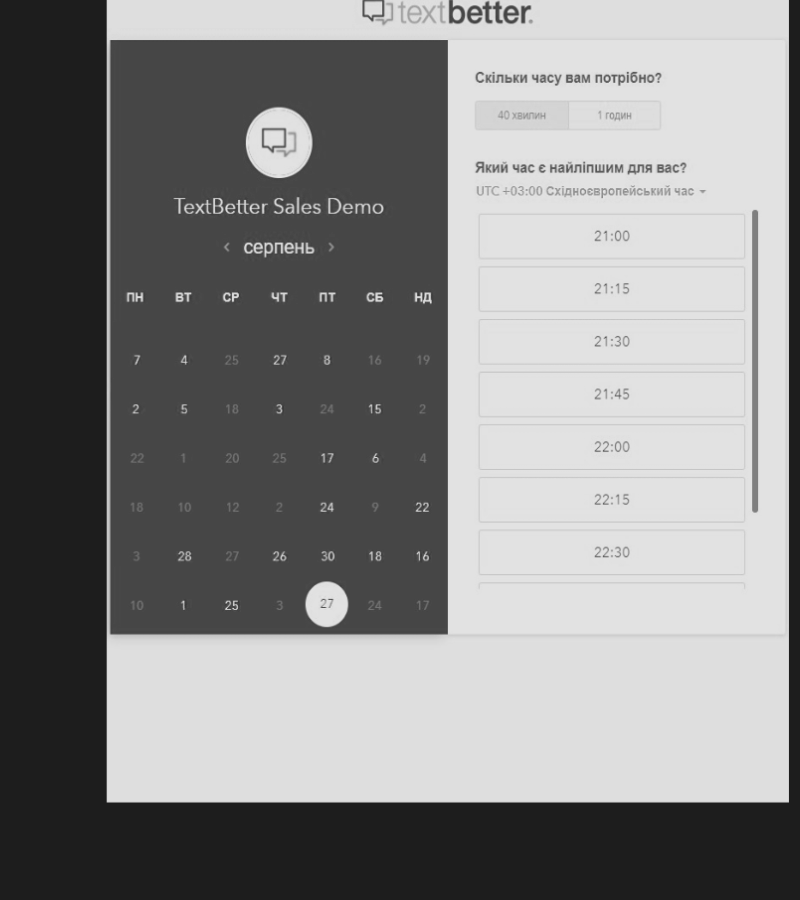 textbetter.
TextBetter Sales Demo
‹ серпень ›
ПН ВТ СР ЧТ ПТ СБ НД
7 4 25 27 8 16 19
2 5 18 3 24 15 2
22 1 20 25 17 6 4
18 10 12 2 24 9 22
3 28 27 26 30 18 16
10 1 25 3 27 24 17
Скільки часу вам потрібно?
40 хвилин 1 годин
Який час є найліпшим для вас?
UTC +03:00 Східноєвропейський час
21:00
21:15
21:30
21:45
22:00
22:15
22:30